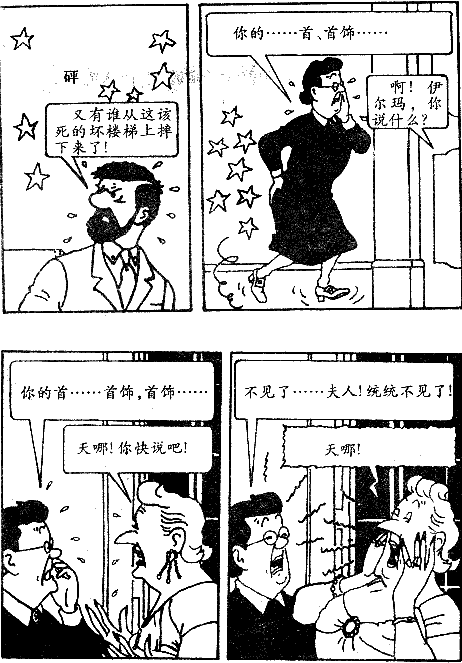 砰
又有谁从这该
死的坏楼梯上摔
下来了！
你的……首、首饰……
啊！伊
尔玛，你
说什么？
你的首……首饰，首饰……
天哪！你快说吧！
不见了……夫人！统统不见了！
天哪！